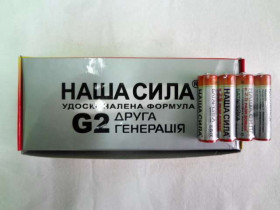 НАША СИЛА®
УДОСКОНАЛЕНА ФОРМУЛА
G2 ДРУГА
ГЕНЕРАЦІЯ